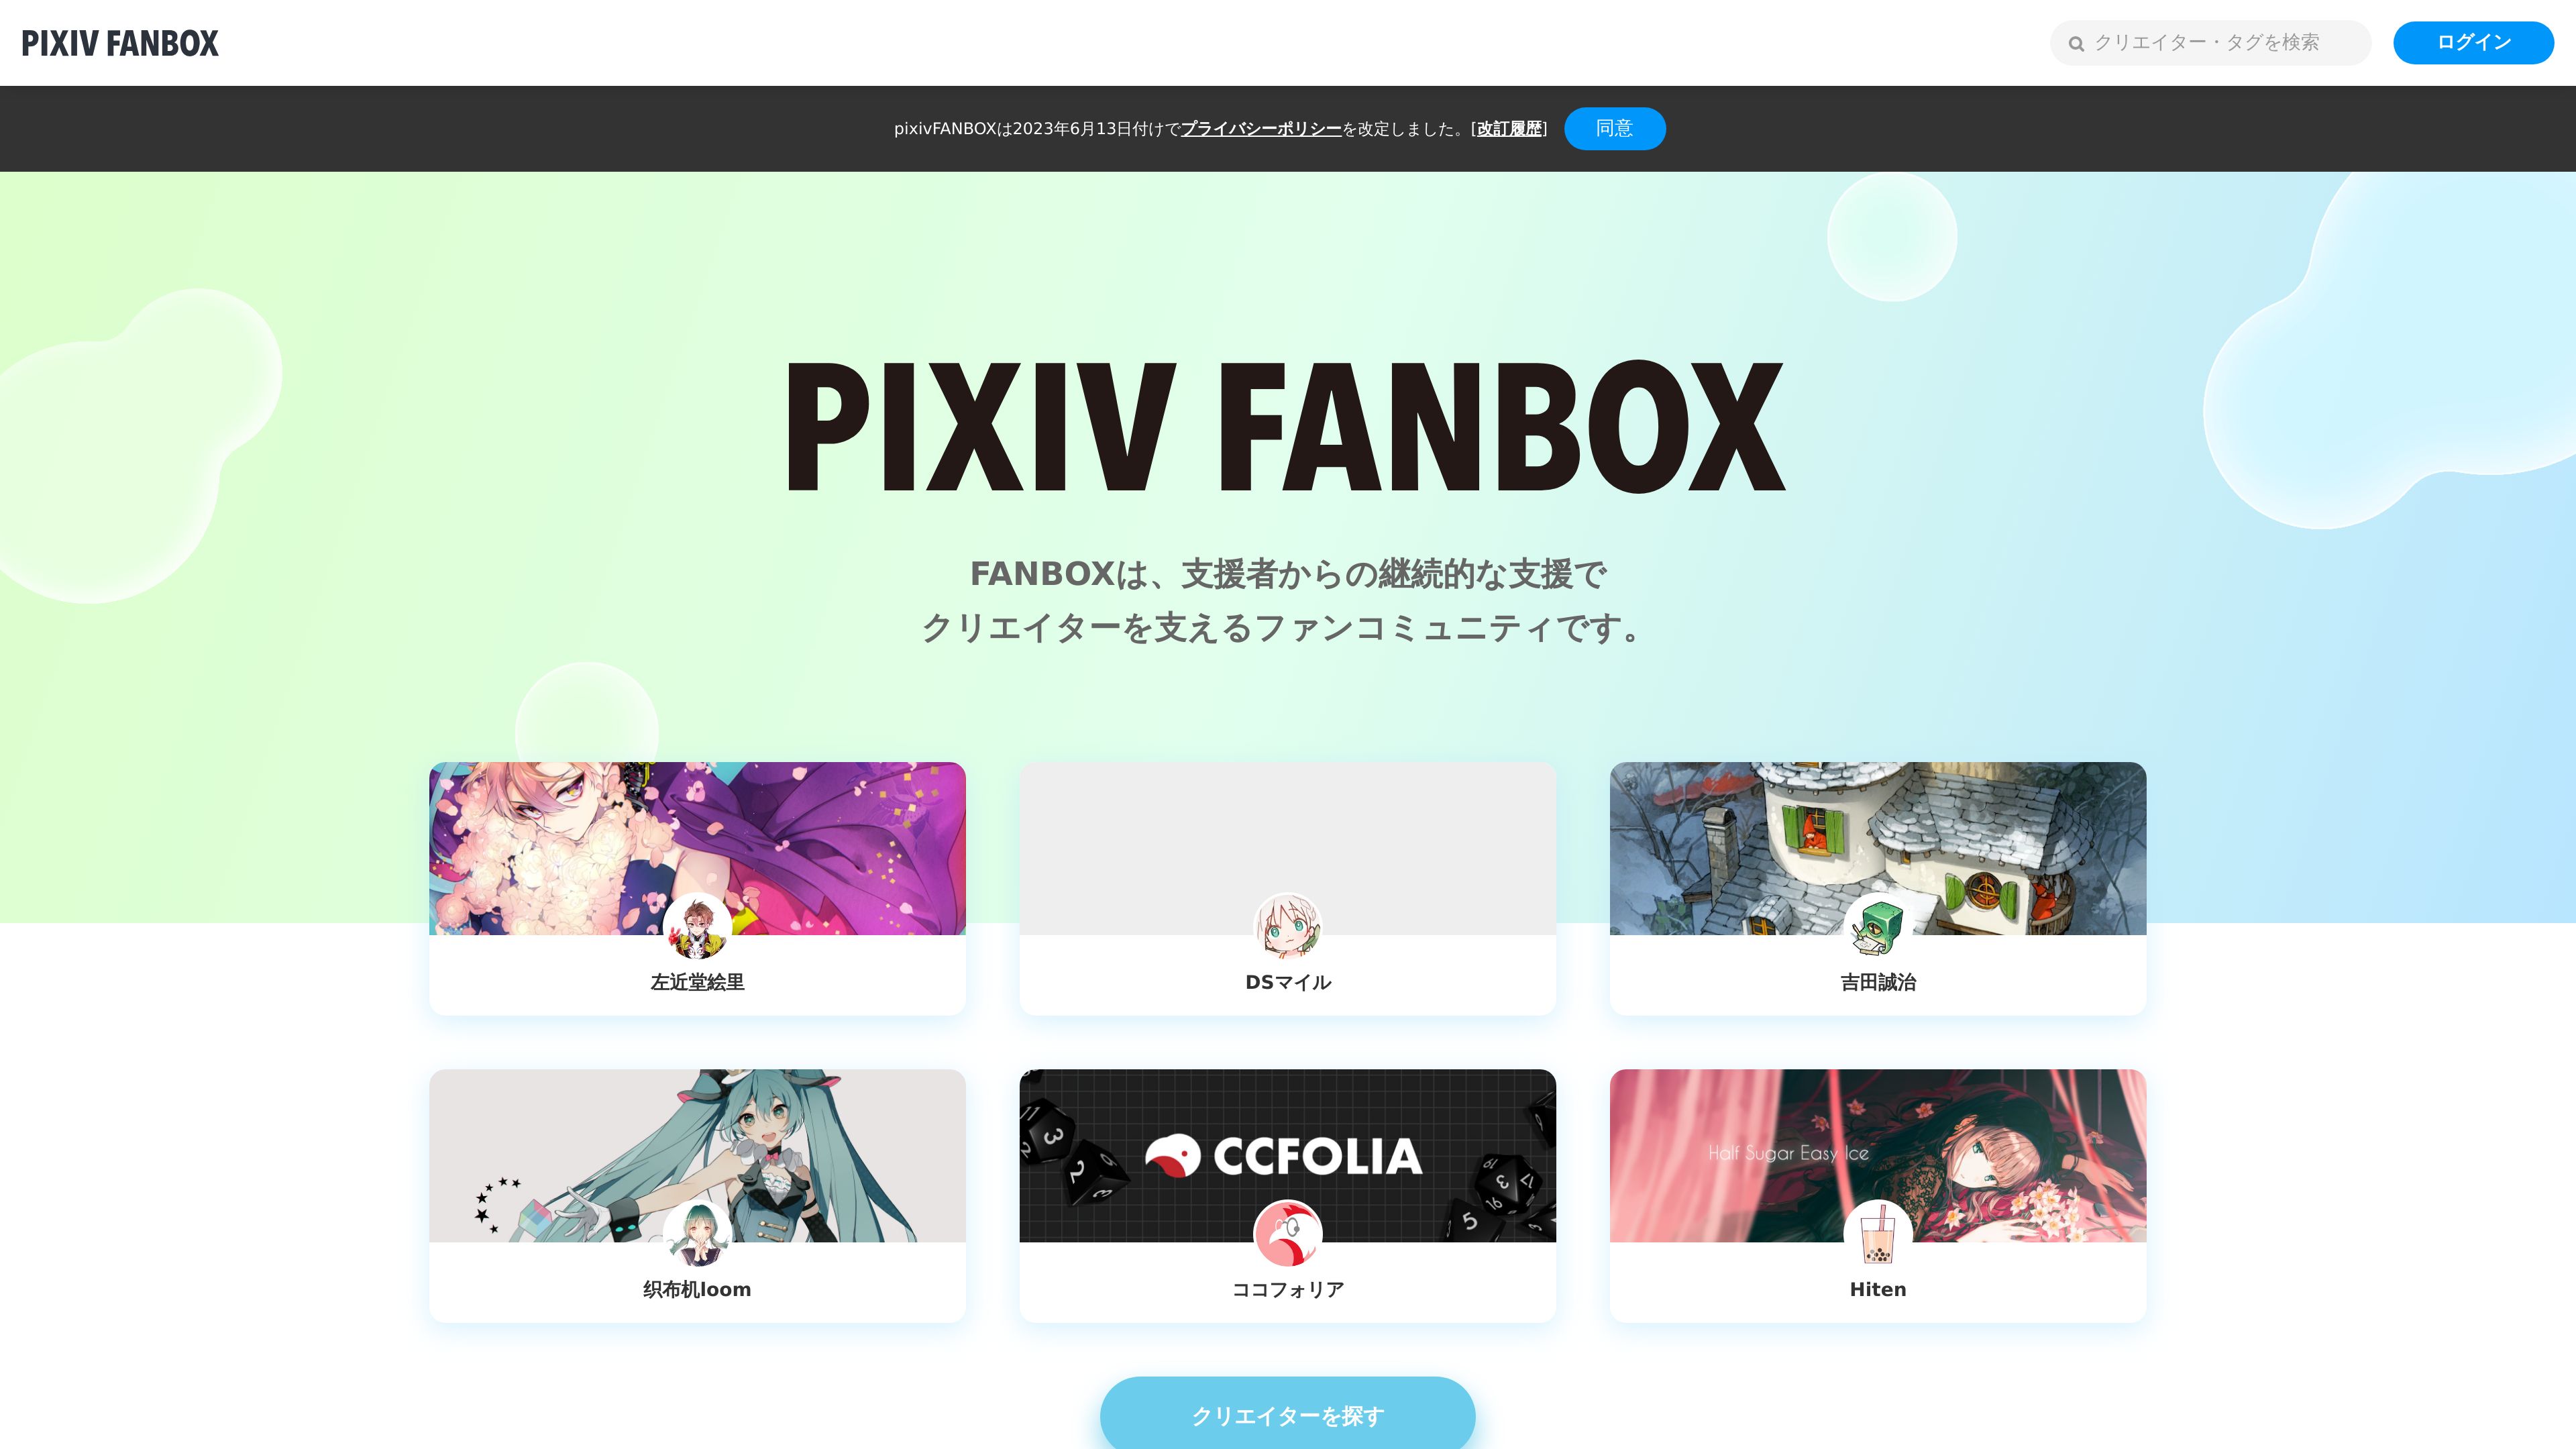 PIXIV FANBOX
クリエイター・タグを検索
ログイン
pixivFANBOXは2023年6月13日付けでプライバシーポリシーを改定しました。[改訂履歴]
同意
PIXIV FANBOX
FANBOXは、支援者からの継続的な支援で
クリエイターを支えるファンコミュニティです。
左近堂絵里
DSマイル
吉田誠治
CCFOLIA
Half Sugar Easy Ice
织布机loom
ココフォリア
Hiten
クリエイターを探す